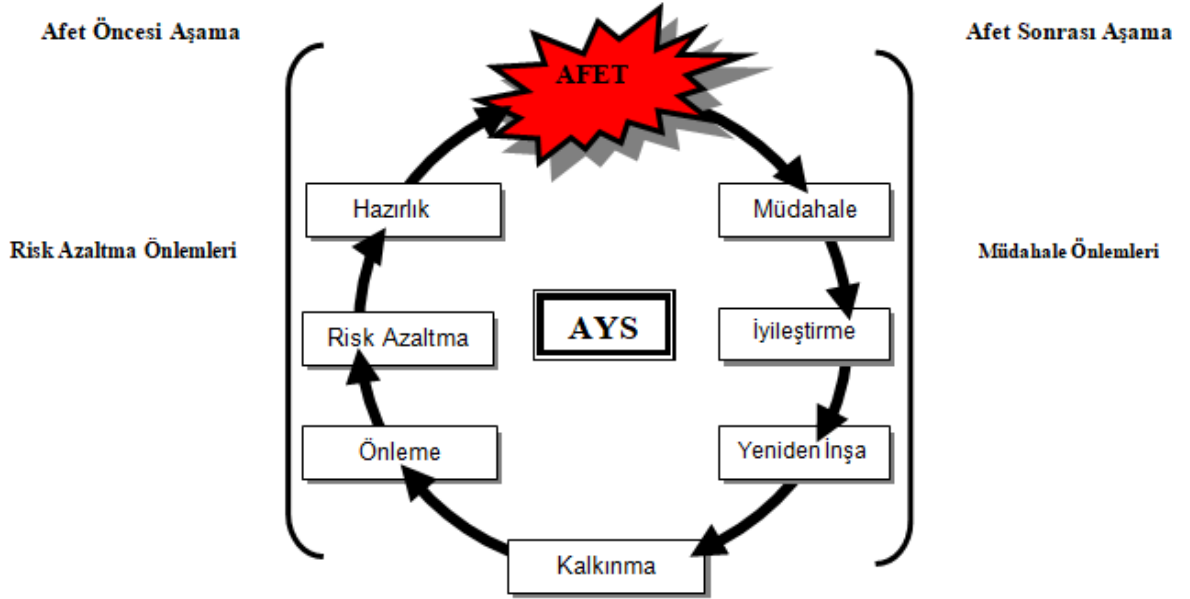 Afet Öncesi Aşama
Afet Sonrası Aşama
AFET
Hazırlık
Müdahale
Risk Azaltma Önlemleri
Müdahale Önlemleri
AYS
Risk Azaltma
İyileştirme
Önleme
Yeniden İnşa
Kalkınma